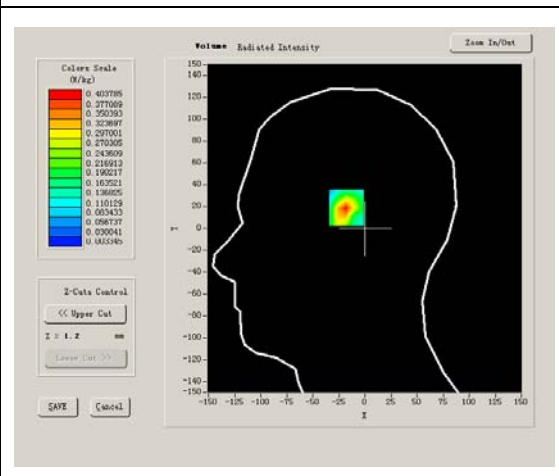 Volume Radiated Intensity
Zoom In/Out
Colors Scale
(W/kg)
0.403785
0.377089
0.350393
0.323697
0.297001
0.270305
0.243609
0.216913
0.190217
0.163521
0.136825
0.110129
0.083433
0.056737
0.030041
0.003345
Z-Cuts Control
<< Upper Cut
Z = 1.2 mm
Lower Cut >>
SAVE Cancel
150
140
120
100
80
60
40
20
0
-20
-40
-60
-80
-100
-120
-140
-150
Y
-150 -125 -100 -75 -50 -25 0 25 50 75 100 125 150
X